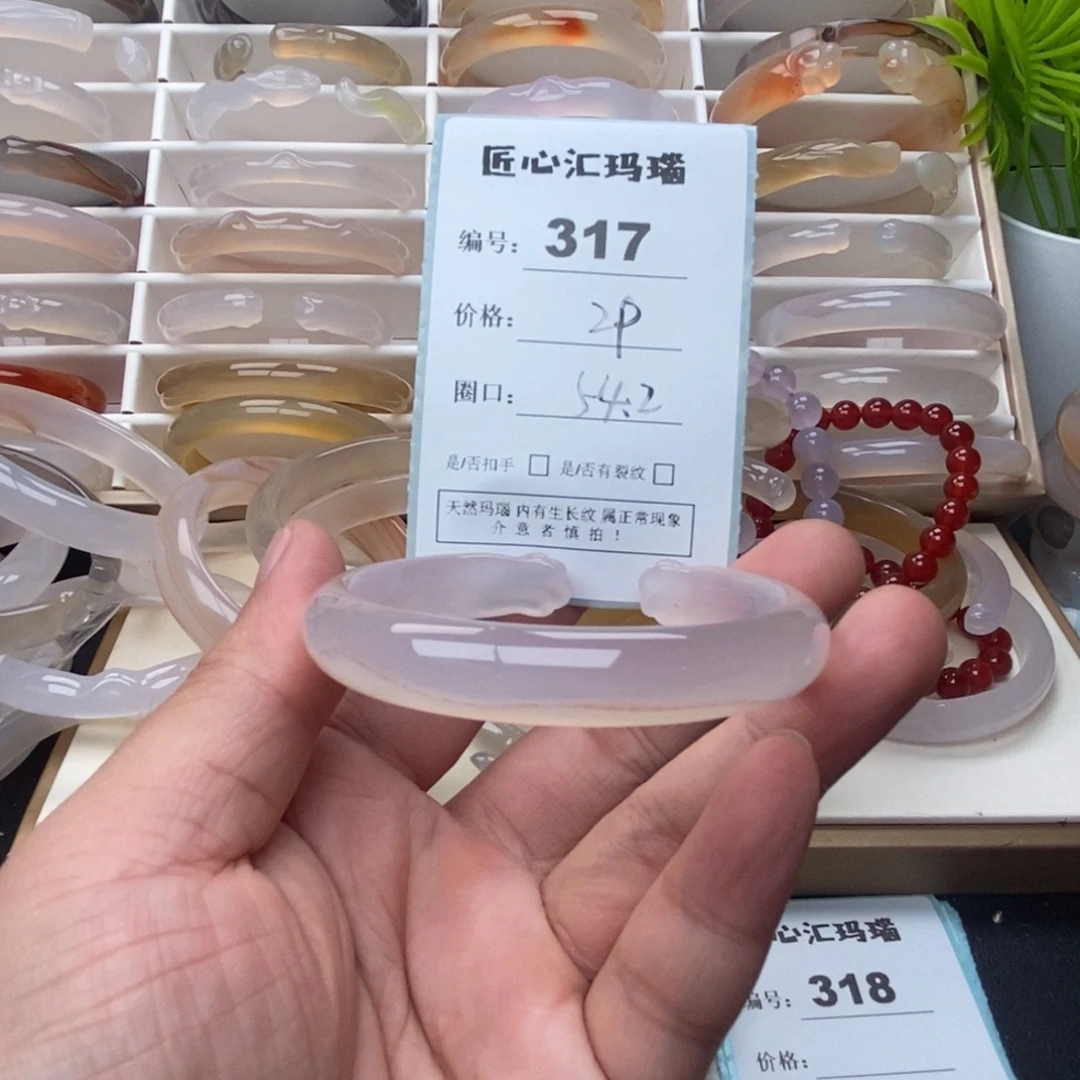 匠心汇玛瑙
编号: 317
价格: 2P
圈口: 54.2
是/否扣手 □ 是/否有裂纹 □
天然玛瑙 内有生长纹 属正常现象
介意者慎拍!
心汇玛瑙
编号: 318
价格: